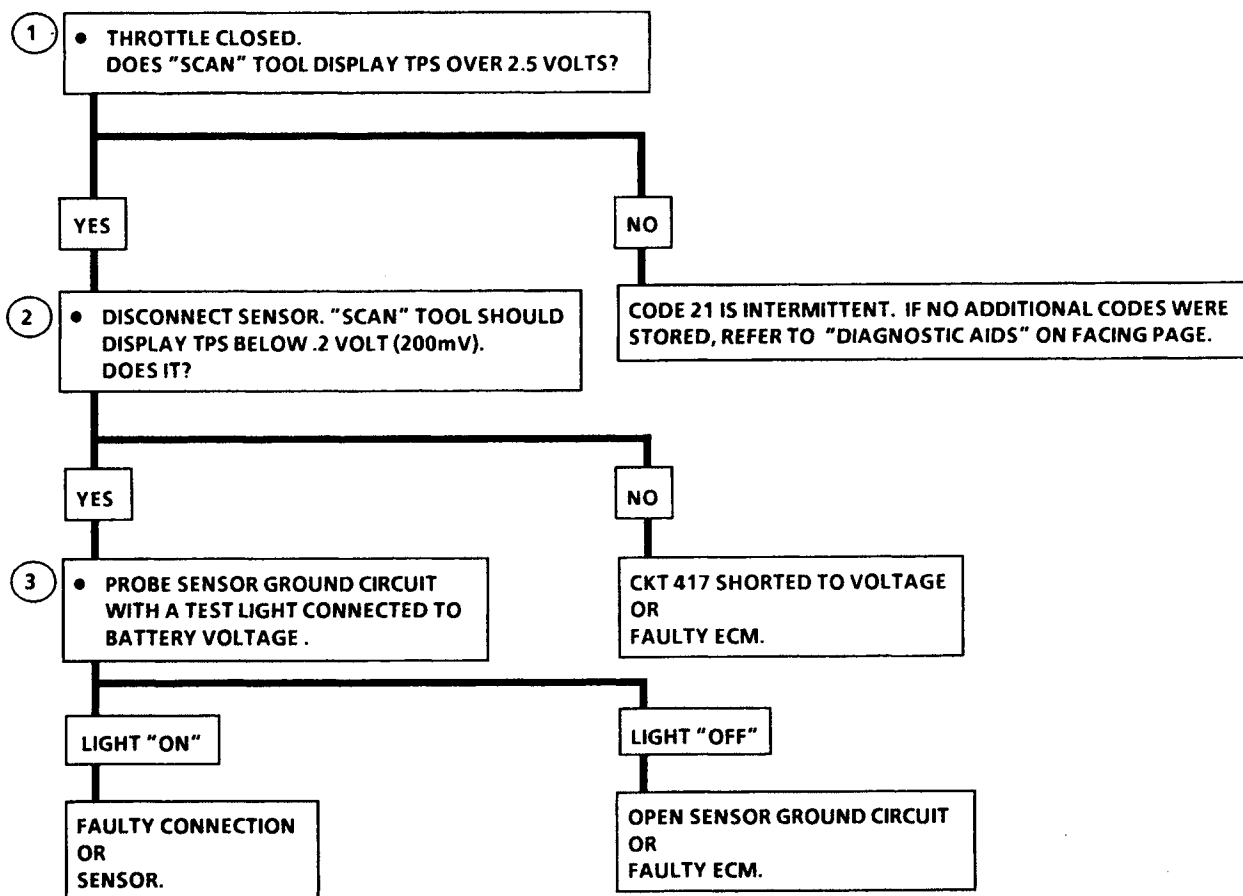 1
● THROTTLE CLOSED.
DOES "SCAN" TOOL DISPLAY TPS OVER 2.5 VOLTS?
YES
NO
2
● DISCONNECT SENSOR. "SCAN" TOOL SHOULD
DISPLAY TPS BELOW .2 VOLT (200mV).
DOES IT?
CODE 21 IS INTERMITTENT. IF NO ADDITIONAL CODES WERE
STORED, REFER TO "DIAGNOSTIC AIDS" ON FACING PAGE.
YES
NO
3
● PROBE SENSOR GROUND CIRCUIT
WITH A TEST LIGHT CONNECTED TO
BATTERY VOLTAGE .
CKT 417 SHORTED TO VOLTAGE
OR
FAULTY ECM.
LIGHT "ON"
LIGHT "OFF"
FAULTY CONNECTION
OR
SENSOR.
OPEN SENSOR GROUND CIRCUIT
OR
FAULTY ECM.